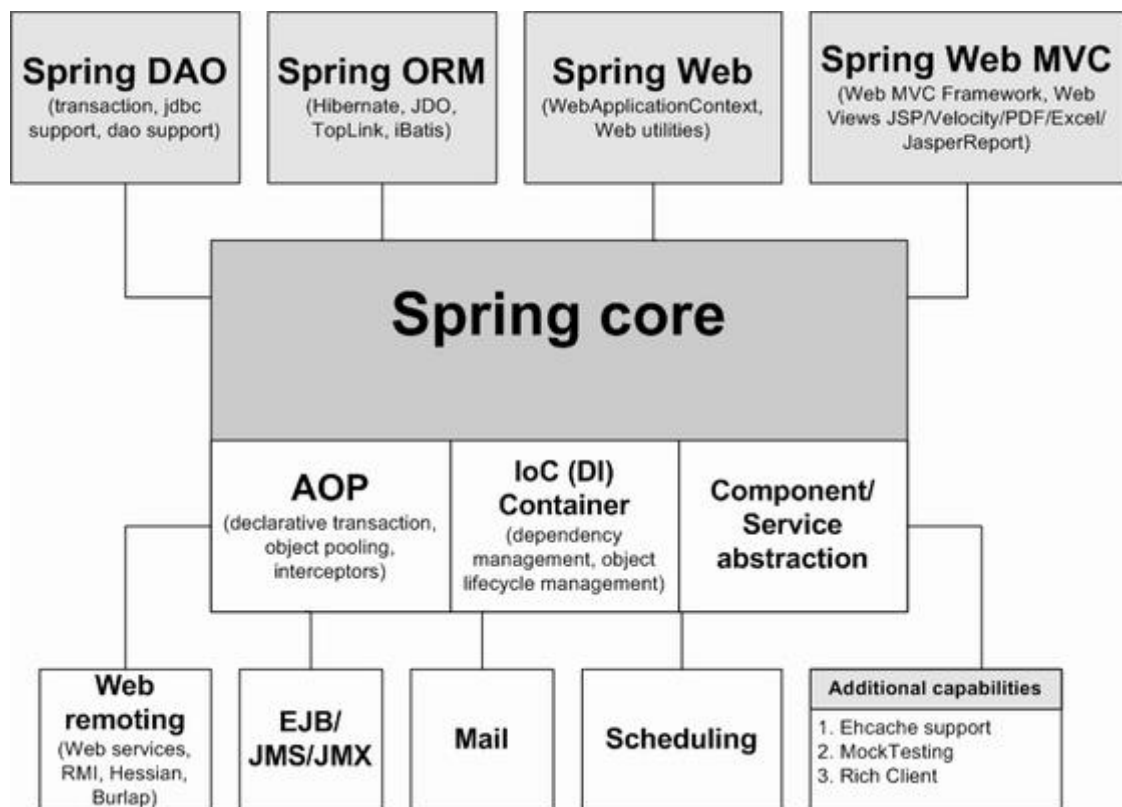 Spring DAO
(transaction, jdbc
support, dao support)
Spring ORM
(Hibernate, JDO,
TopLink, iBatis)
Spring Web
(WebApplicationContext,
Web utilities)
Spring Web MVC
(Web MVC Framework, Web
Views JSP/Velocity/PDF/Excel/
JasperReport)
Spring core
AOP
(declarative transaction,
object pooling,
interceptors)
IoC (DI)
Container
(dependency
management, object
lifecycle management)
Component/
Service
abstraction
Web
remoting
(Web services,
RMI, Hessian,
Burlap)
EJB/
JMS/JMX
Mail
Scheduling
Additional capabilities
1. Ehcache support
2. MockTesting
3. Rich Client